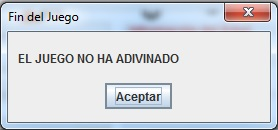 Fin del Juego
EL JUEGO NO HA ADIVINADO
Aceptar